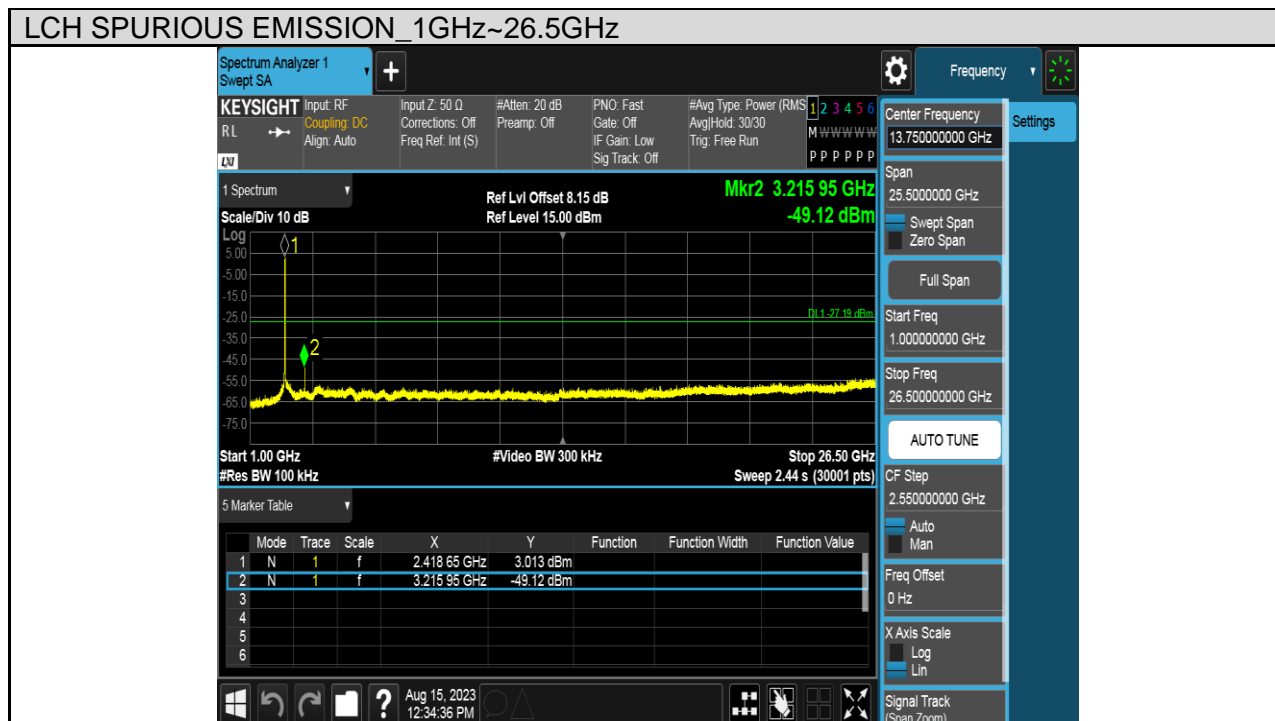 LCH SPURIOUS EMISSION_1GHz~26.5GHz
Spectrum Analyzer 1
Swept SA
+
Frequency
KEYSIGHT
RL
LXI
Input: RF
Coupling: DC
Align: Auto
Input Z: 50 Ω
Corrections: Off
Freq Ref: Int (S)
#Atten: 20 dB
Preamp: Off
PNO: Fast
Gate: Off
IF Gain: Low
Sig Track: Off
#Avg Type: Power (RMS
Avg|Hold: 30/30
Trig: Free Run
1 2 3 4 5 6
M W W W W W
P P P P P P
1 Spectrum
Scale/Div 10 dB
Ref Lvl Offset 8.15 dB
Ref Level 15.00 dBm
Mkr2 3.215 95 GHz
-49.12 dBm
Log
5.00
-5.00
-15.0
-25.0
-35.0
-45.0
-55.0
-65.0
-75.0
1
2
DL1 -27.19 dBm
Start 1.00 GHz
#Video BW 300 kHz
Stop 26.50 GHz
#Res BW 100 kHz
Sweep 2.44 s (30001 pts)
5 Marker Table
Mode Trace Scale X Y Function Function Width Function Value
1 N 1 f 2.418 65 GHz 3.013 dBm
2 N 1 f 3.215 95 GHz -49.12 dBm
3
4
5
6
?
Aug 15, 2023
12:34:36 PM
Center Frequency
13.750000000 GHz
Settings
Span
25.5000000 GHz
Swept Span
Zero Span
Full Span
Start Freq
1.000000000 GHz
Stop Freq
26.500000000 GHz
AUTO TUNE
CF Step
2.550000000 GHz
Auto
Man
Freq Offset
0 Hz
X Axis Scale
Log
Lin
Signal Track
(Span Zoom)